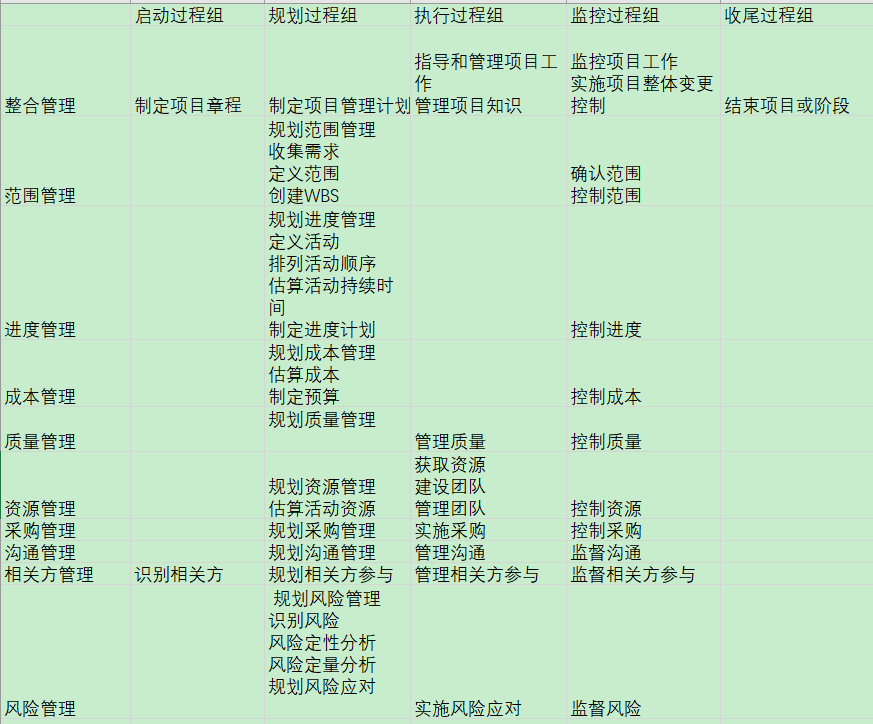 启动过程组 规划过程组 执行过程组 监控过程组 收尾过程组
指导和管理项目工 监控项目工作
作 实施项目整体变更
整合管理 制定项目章程 制定项目管理计划 管理项目知识 控制 结束项目或阶段
规划范围管理
收集需求
定义范围 确认范围
范围管理 创建WBS 控制范围
规划进度管理
定义活动
排列活动顺序
估算活动持续时
间
进度管理 制定进度计划 控制进度
规划成本管理
估算成本
成本管理 制定预算 控制成本
规划质量管理
质量管理 管理质量 控制质量
获取资源
规划资源管理 建设团队
资源管理 估算活动资源 管理团队 控制资源
采购管理 规划采购管理 实施采购 控制采购
沟通管理 规划沟通管理 管理沟通 监督沟通
相关方管理 识别相关方 规划相关方参与 管理相关方参与 监督相关方参与
规划风险管理
识别风险
风险定性分析
风险定量分析
规划风险应对
风险管理 实施风险应对 监督风险